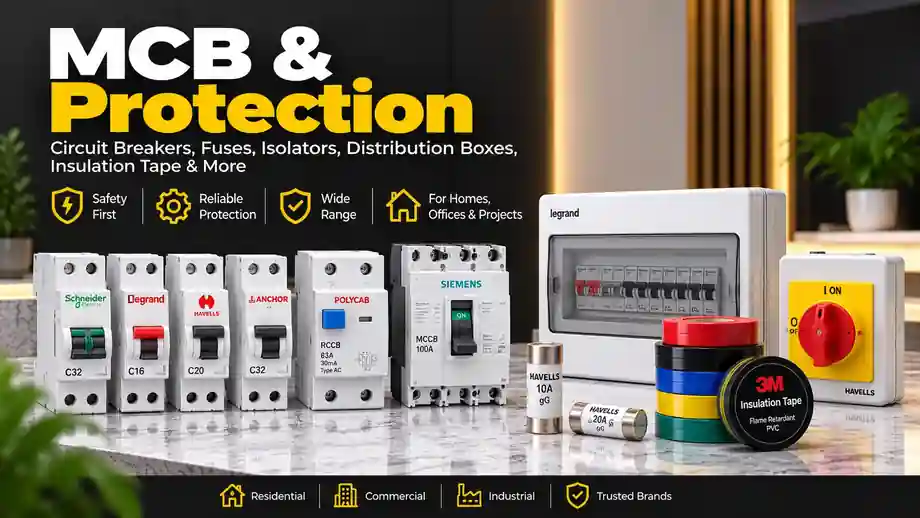 MCB &
Protection
Circuit Breakers, Fuses, Isolators, Distribution Boxes,
Insulation Tape & More
Safety
First
Reliable
Protection
Wide
Range
For Homes,
Offices & Projects
legrand
Schneider
Electric
C32
legrand
C16
HAVELLS
C20
ANCHOR
C32
POLYCAB
RCCB
63A
30mA
Type AC
SIEMENS
ON
MCCB
100A
HAVELLS
10A
gG
HAVELLS
20A
gG
3M
Insulation Tape
Flame Retardant
PVC
I ON
O
HAVELLS
Residential
Commercial
Industrial
Trusted Brands